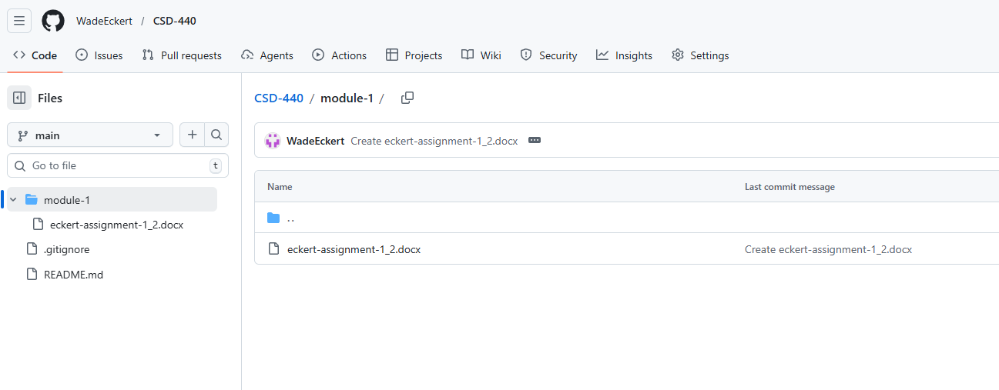 WadeEckert / CSD-440
Code Issues Pull requests Agents Actions Projects Wiki Security Insights Settings
Files
main
Go to file t
module-1
eckert-assignment-1_2.docx
.gitignore
README.md
CSD-440 / module-1 /
WadeEckert Create eckert-assignment-1_2.docx
Name Last commit message
..
eckert-assignment-1_2.docx Create eckert-assignment-1_2.docx